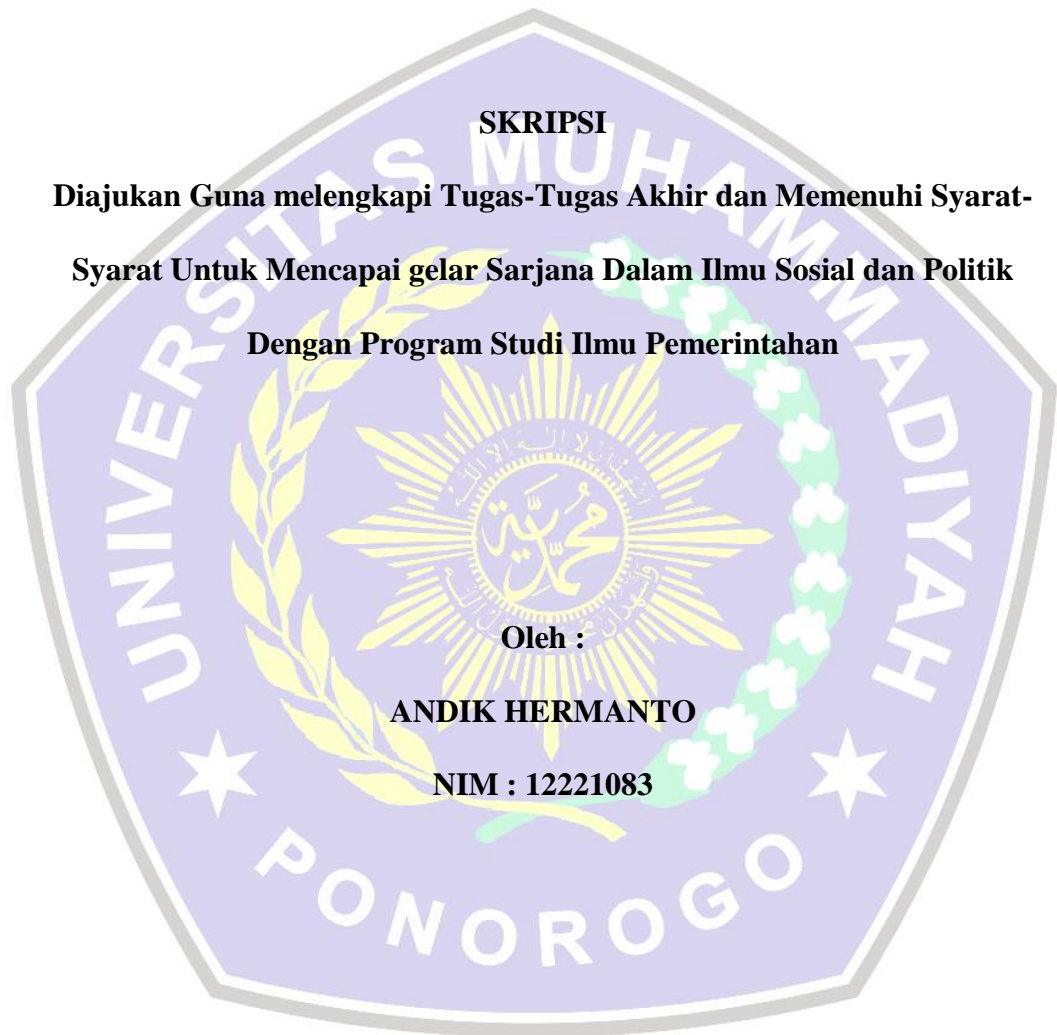 SKRIPSI
Diajukan Guna melengkapi Tugas-Tugas Akhir dan Memenuhi Syarat-
Syarat Untuk Mencapai gelar Sarjana Dalam Ilmu Sosial dan Politik
Dengan Program Studi Ilmu Pemerintahan
Oleh :
ANDIK HERMANTO
NIM : 12221083
UNIVERSITAS MUHAMMADIYAH
PONOROGO
محمدية